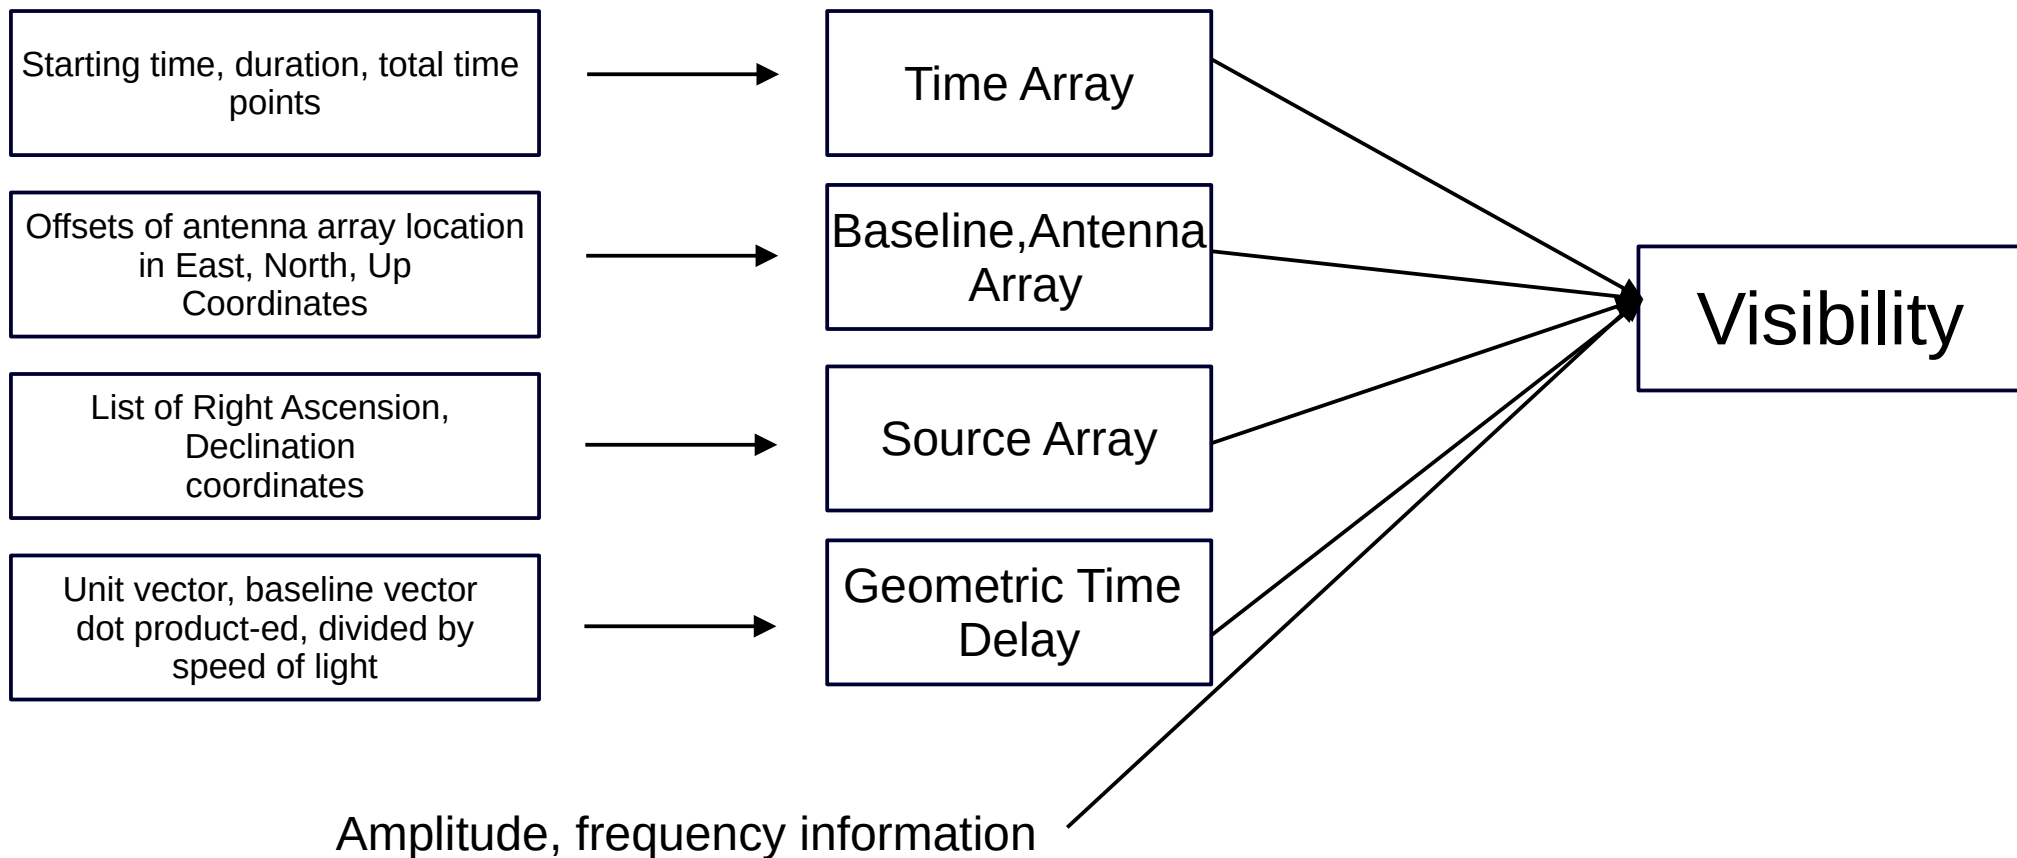 Starting time, duration, total time
points
Time Array
Offsets of antenna array location
in East, North, Up
Coordinates
Baseline,Antenna
Array
Visibility
List of Right Ascension,
Declination
coordinates
Source Array
Unit vector, baseline vector
dot product-ed, divided by
speed of light
Geometric Time
Delay
Amplitude, frequency information